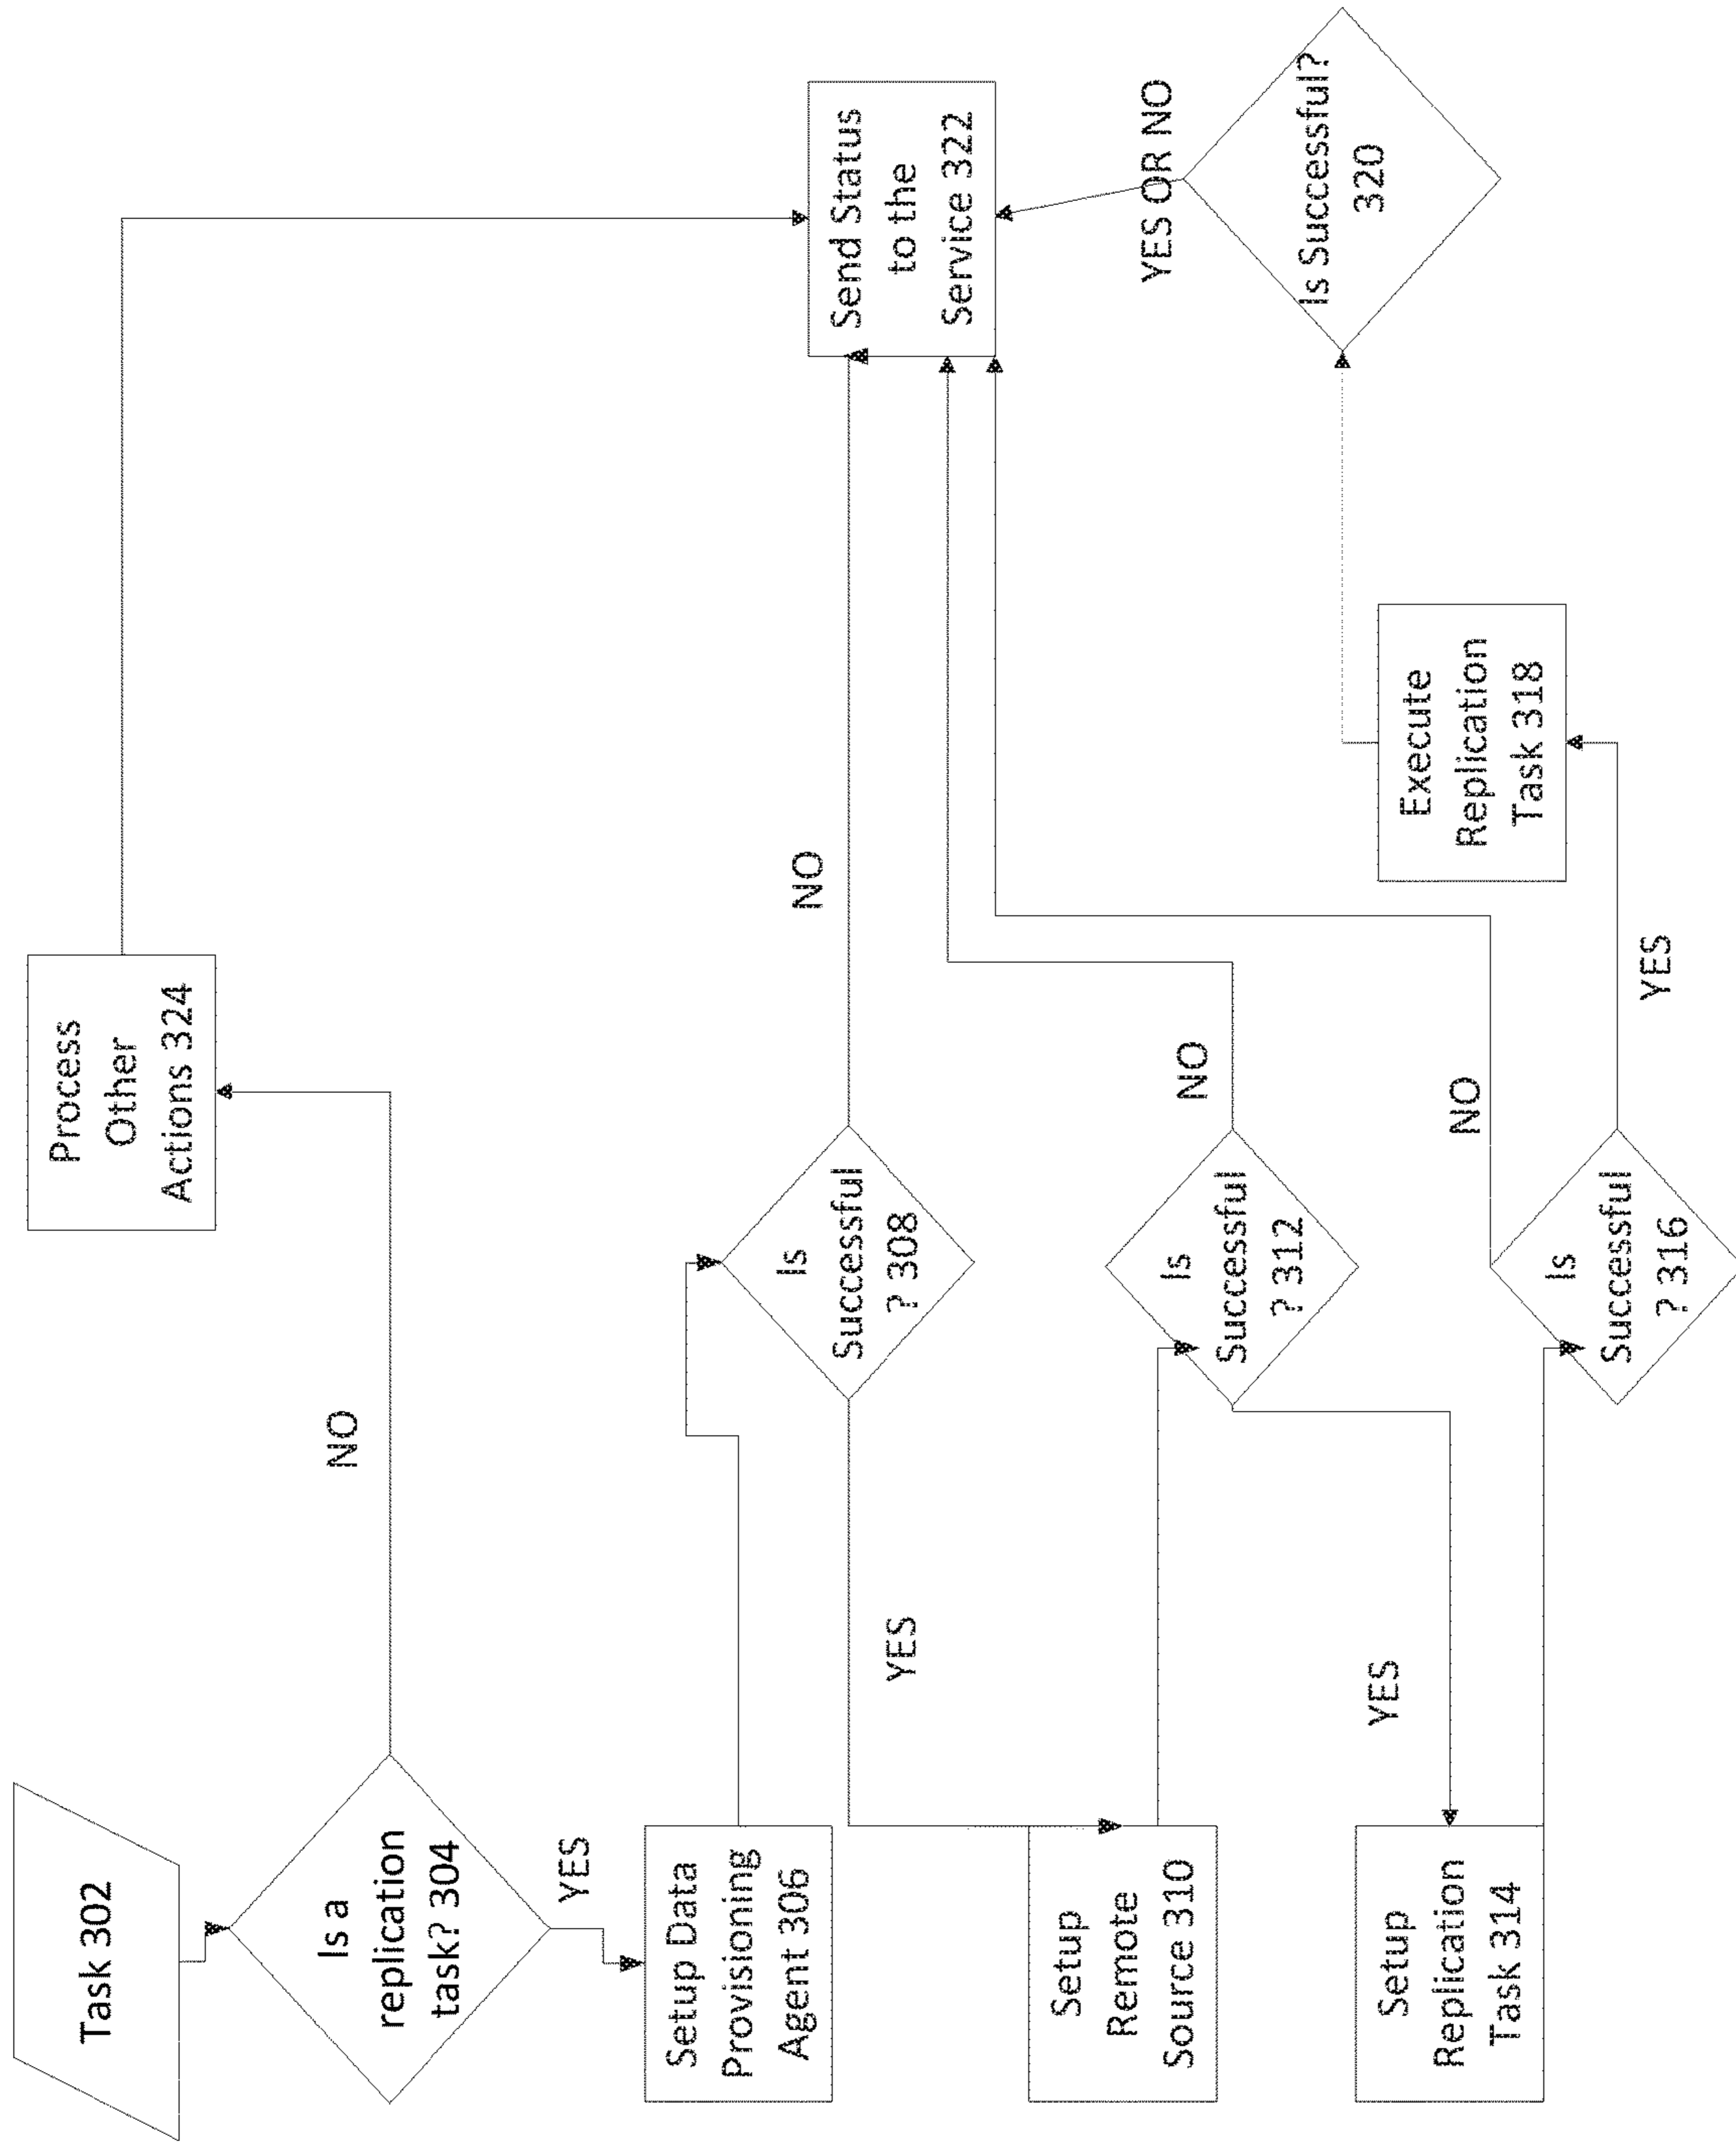 Task 302
Is a
replication
task? 304
NO
Process
Other
Actions 324
YES
Setup Data
Provisioning
Agent 306
Is
Successful
? 308
NO
Send Status
to the
Service 322
YES
Setup
Remote
Source 310
Is
Successful
? 312
NO
YES OR NO
Is Successful?
320
YES
Setup
Replication
Task 314
Is
Successful
? 316
NO
YES
Execute
Replication
Task 318